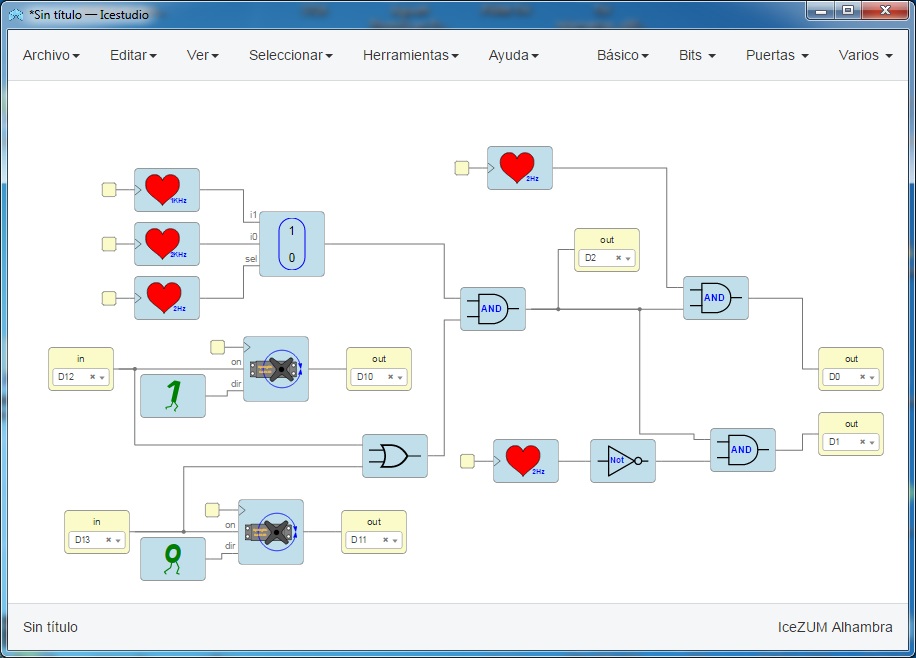 *Sin título — Icestudio
Archivo Editar Ver Seleccionar Herramientas Ayuda Básico Bits Puertas Varios
2Hz
1KHz
i1
1
out
i0
2KHz
D2
0
sel
AND
2Hz
AND
in
on
out
out
D12
D10
D0
1
dir
out
AND
D1
2Hz
Not
in
on
out
D13
D11
0
dir
Sin título IceZUM Alhambra